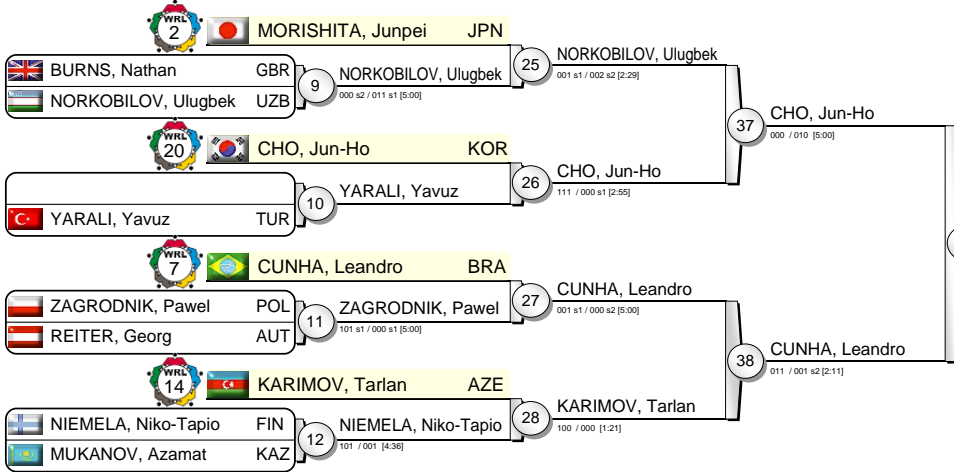 WRL
2
MORISHITA, Junpei JPN
BURNS, Nathan GBR
NORKOBILOV, Ulugbek UZB
9
NORKOBILOV, Ulugbek
000 s2 / 011 s1 [5:00]
25
NORKOBILOV, Ulugbek
001 s1 / 002 s2 [2:29]
WRL
20
CHO, Jun-Ho KOR
YARALI, Yavuz TUR
10
YARALI, Yavuz
26
CHO, Jun-Ho
111 / 000 s1 [2:55]
37
CHO, Jun-Ho
000 / 010 [5:00]
WRL
7
CUNHA, Leandro BRA
ZAGRODNIK, Pawel POL
REITER, Georg AUT
11
ZAGRODNIK, Pawel
101 s1 / 000 s1 [5:00]
27
CUNHA, Leandro
001 s1 / 000 s2 [5:00]
WRL
14
KARIMOV, Tarlan AZE
NIEMELA, Niko-Tapio FIN
MUKANOV, Azamat KAZ
12
NIEMELA, Niko-Tapio
101 / 001 [4:36]
28
KARIMOV, Tarlan
100 / 000 [1:21]
38
CUNHA, Leandro
011 / 001 s2 [2:11]